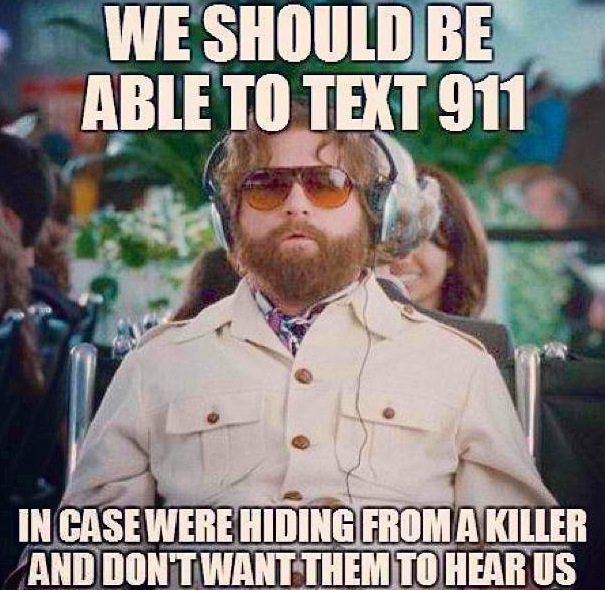 WE SHOULD BE
ABLE TO TEXT 911
IN CASE WERE HIDING FROM A KILLER
AND DON'T WANT THEM TO HEAR US